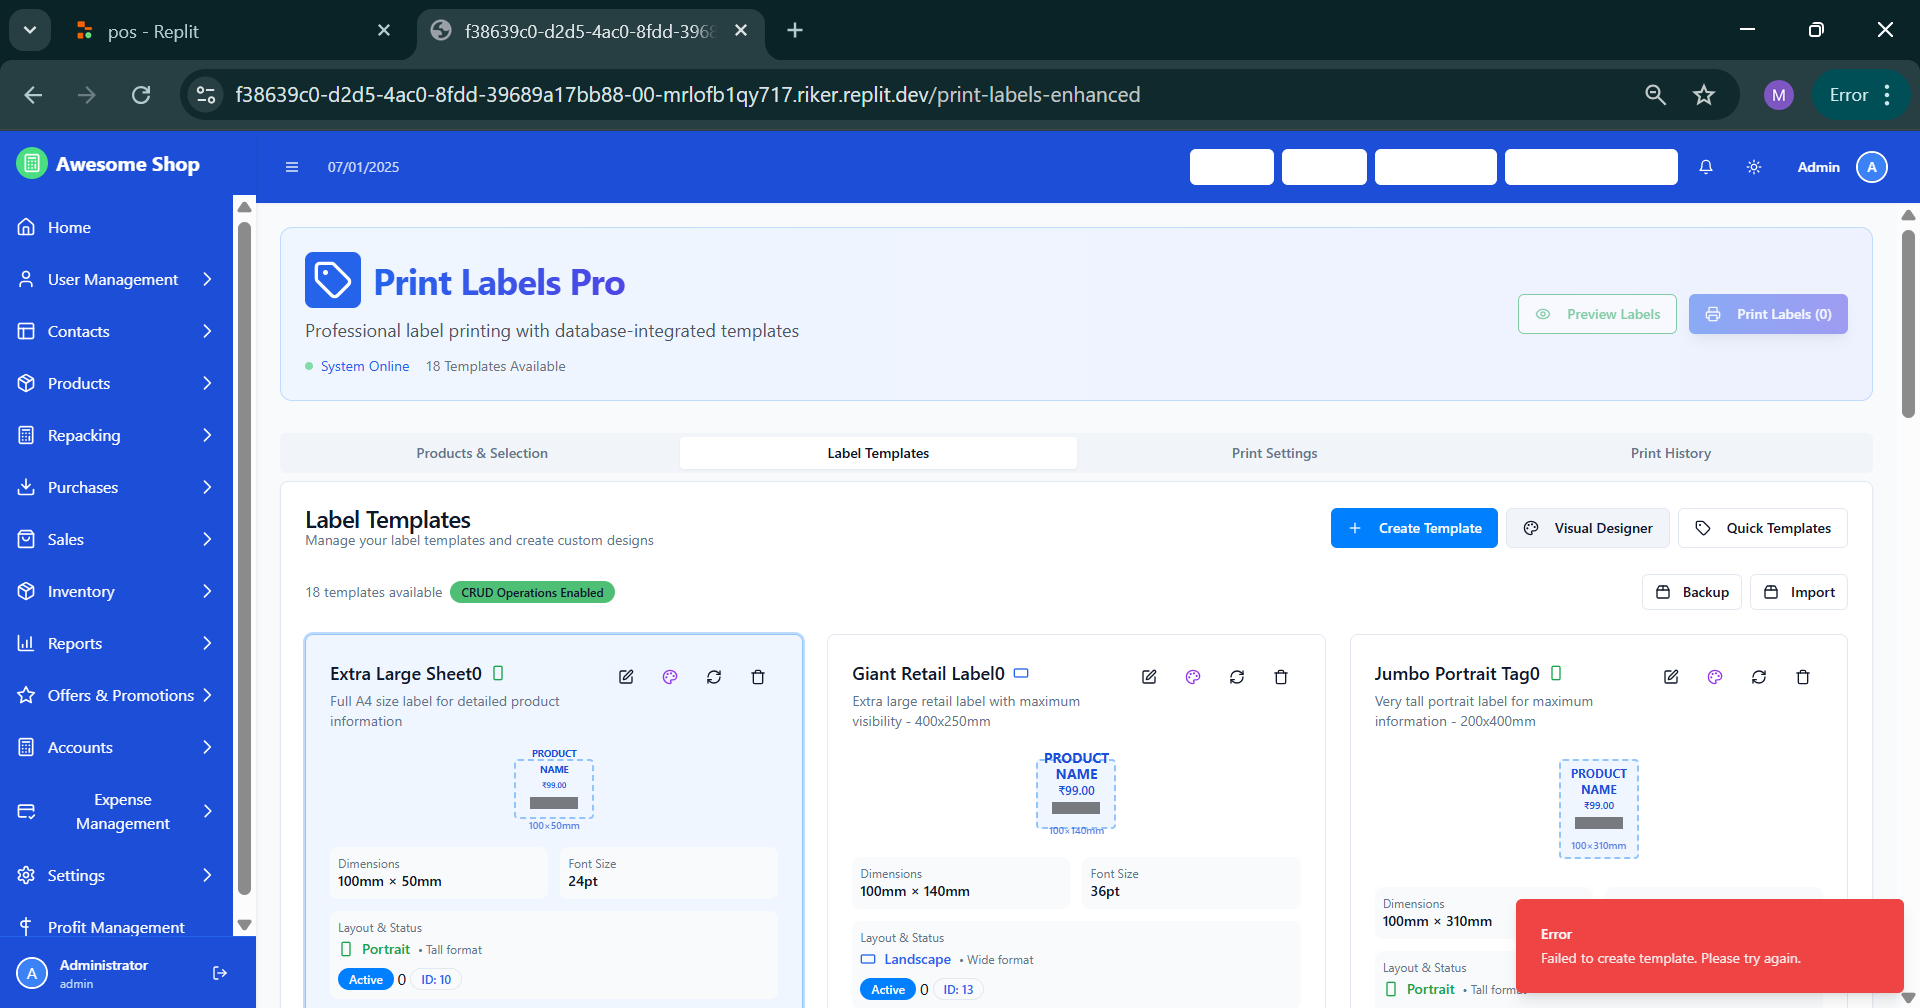 pos - Replit
f38639c0-d2d5-4ac0-8fdd-3968
f38639c0-d2d5-4ac0-8fdd-39689a17bb88-00-mrlofb1qy717.riker.replit.dev/print-labels-enhanced
M
Error
Awesome Shop
07/01/2025
Admin
A
Home
User Management
Contacts
Products
Repacking
Purchases
Sales
Inventory
Reports
Offers & Promotions
Accounts
Expense
Management
Settings
Profit Management
A
Administrator
admin
Print Labels Pro
Professional label printing with database-integrated templates
System Online
18 Templates Available
Preview Labels
Print Labels (0)
Products & Selection
Label Templates
Print Settings
Print History
Label Templates
Manage your label templates and create custom designs
Create Template
Visual Designer
Quick Templates
18 templates available
CRUD Operations Enabled
Backup
Import
Extra Large Sheet0
Full A4 size label for detailed product
information
PRODUCT
NAME
₹99.00
100×50mm
Dimensions
100mm × 50mm
Font Size
24pt
Layout & Status
Portrait
• Tall format
Active
0
ID: 10
Giant Retail Label0
Extra large retail label with maximum
visibility - 400x250mm
PRODUCT
NAME
₹99.00
100×140mm
Dimensions
100mm × 140mm
Font Size
36pt
Layout & Status
Landscape
• Wide format
Active
0
ID: 13
Jumbo Portrait Tag0
Very tall portrait label for maximum
information - 200x400mm
PRODUCT
NAME
₹99.00
100×310mm
Dimensions
100mm × 310mm
Layout & Status
Portrait
• Tall form
Error
Failed to create template. Please try again.